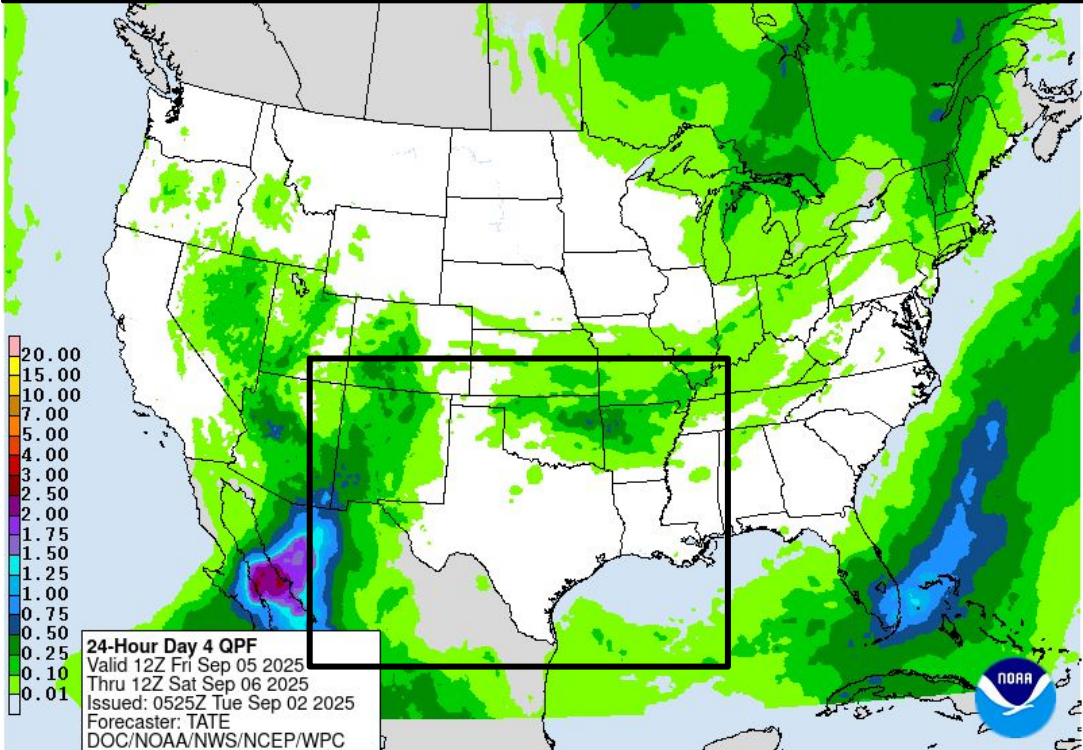 20.00
15.00
10.00
7.00
5.00
4.00
3.00
2.50
2.00
1.75
1.50
1.25
1.00
0.75
0.50
0.25
0.10
0.01
24-Hour Day 4 QPF
Valid 12Z Fri Sep 05 2025
Thru 12Z Sat Sep 06 2025
Issued: 0525Z Tue Sep 02 2025
Forecaster: TATE
DOC/NOAA/NWS/NCEP/WPC
NOAA